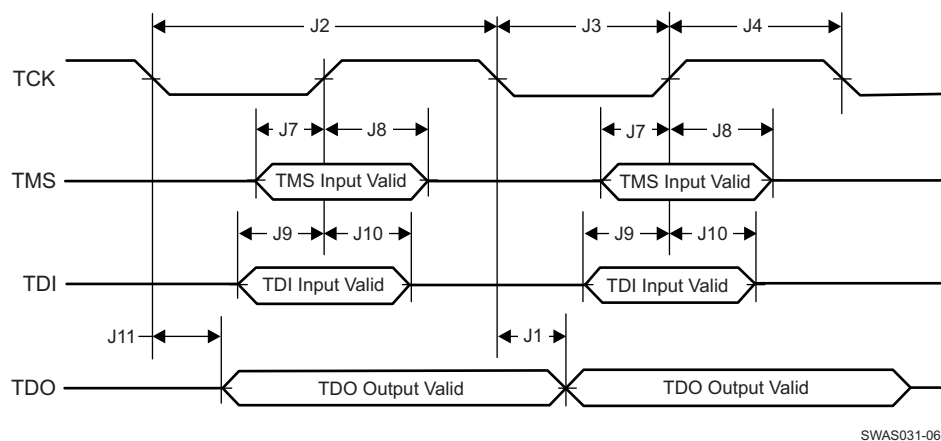 J2 J3 J4
TCK
J7 J8 J7 J8
TMS TMS Input Valid TMS Input Valid
J9 J10 J9 J10
TDI TDI Input Valid TDI Input Valid
J11 J1
TDO TDO Output Valid TDO Output Valid
SWAS031-06